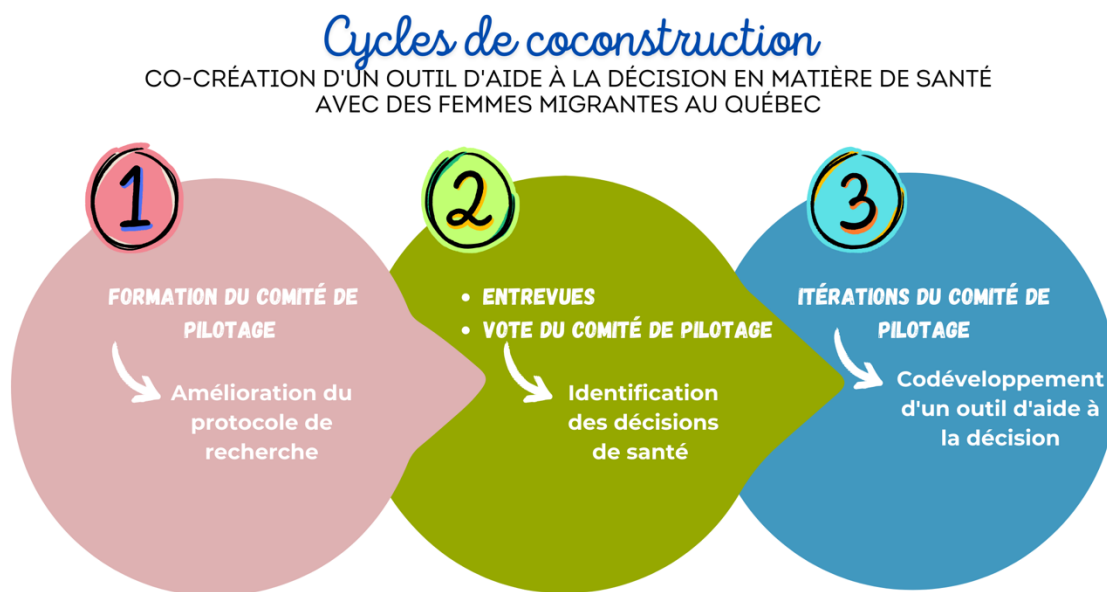 Cycles de coconstruction
CO-CRÉATION D'UN OUTIL D'AIDE À LA DÉCISION EN MATIÈRE DE SANTÉ
AVEC DES FEMMES MIGRANTES AU QUÉBEC
1
FORMATION DU COMITÉ DE
PILOTAGE
Amélioration du
protocole de
recherche
2
• ENTREVUES
• VOTE DU COMITÉ DE PILOTAGE
Identification
des décisions
de santé
3
ITÉRATIONS DU COMITÉ DE
PILOTAGE
Codéveloppement
d'un outil d'aide à
la décision